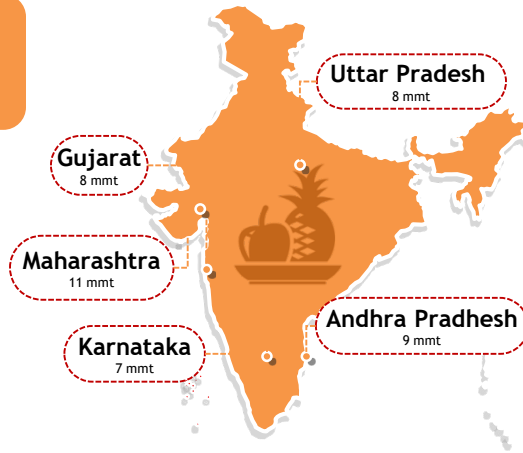 Uttar Pradesh
8 mmt
Gujarat
8 mmt
Maharashtra
11 mmt
Andhra Pradhesh
9 mmt
Karnataka
7 mmt